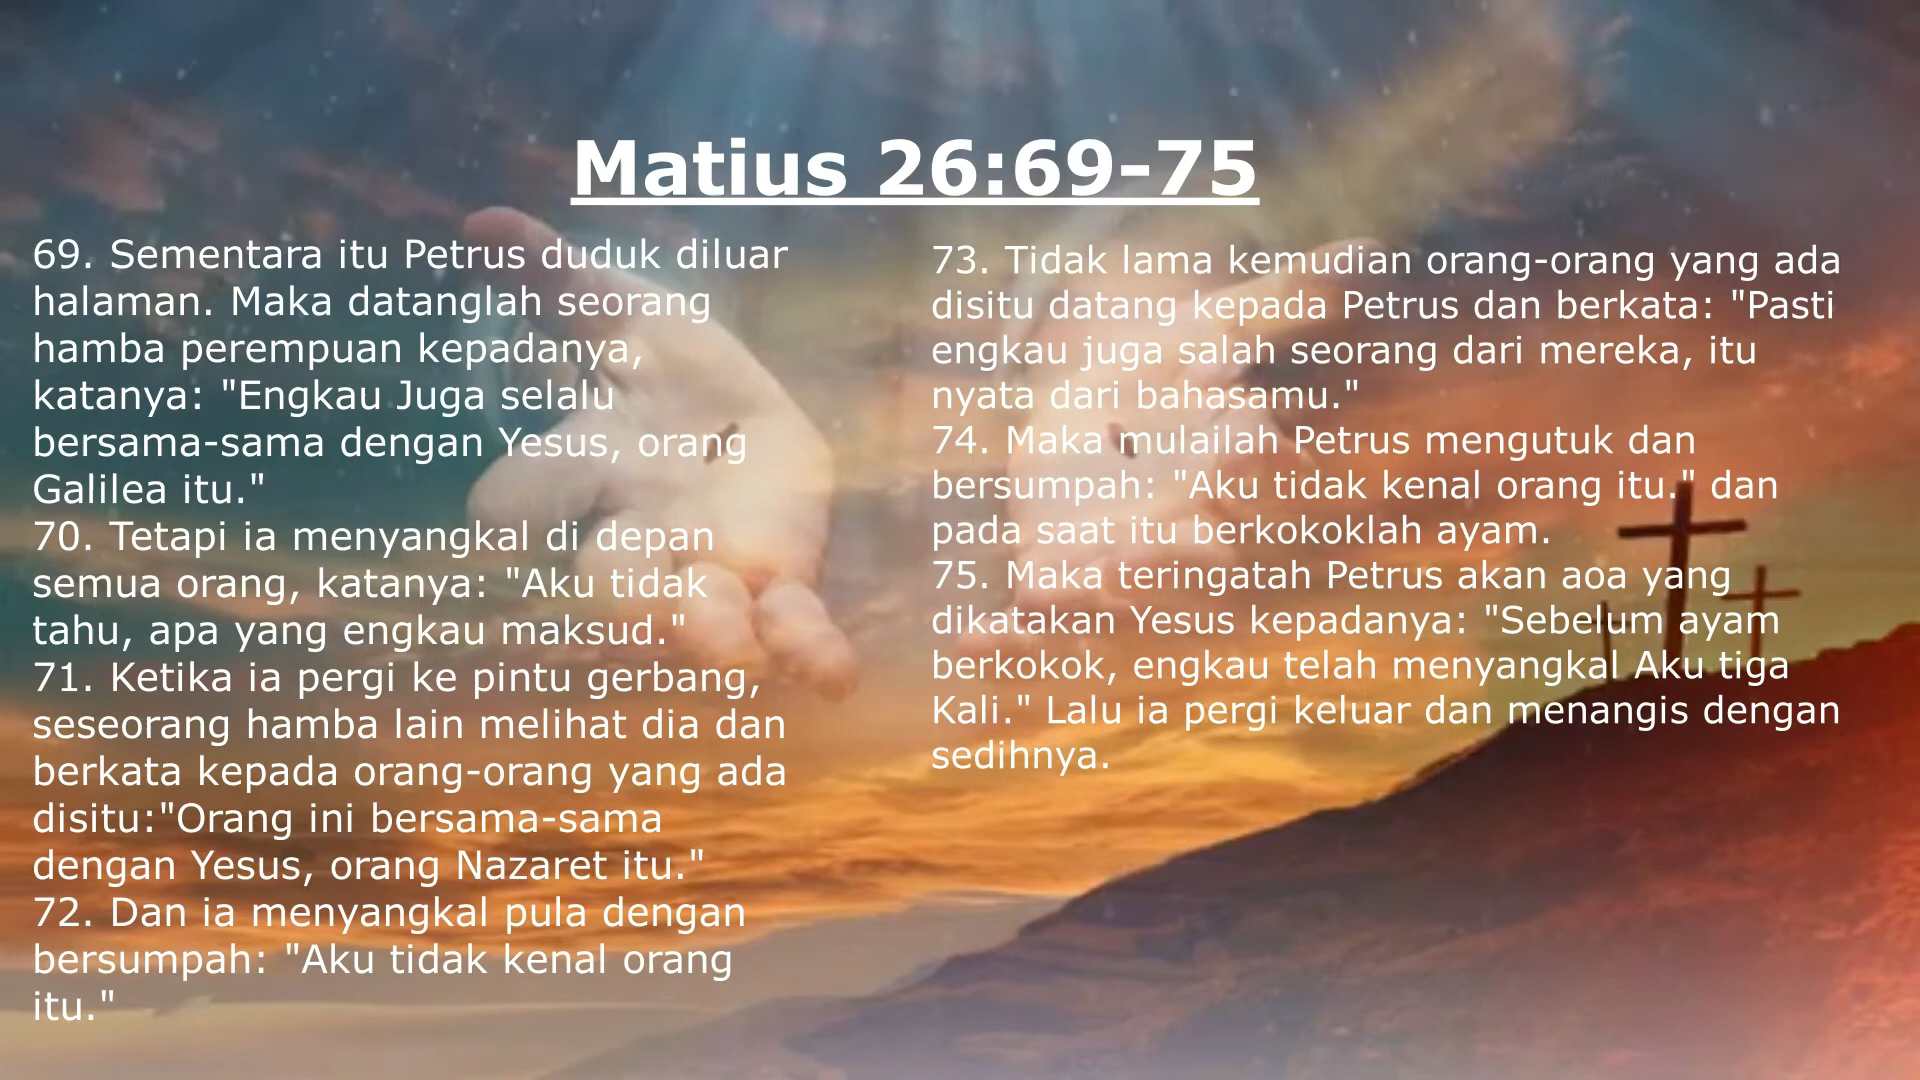 Matius 26:69-75
69. Sementara itu Petrus duduk diluar
halaman. Maka datanglah seorang
hamba perempuan kepadanya,
katanya: "Engkau Juga selalu
bersama-sama dengan Yesus, orang
Galilea itu."
70. Tetapi ia menyangkal di depan
semua orang, katanya: "Aku tidak
tahu, apa yang engkau maksud."
71. Ketika ia pergi ke pintu gerbang,
seseorang hamba lain melihat dia dan
berkata kepada orang-orang yang ada
disitu:"Orang ini bersama-sama
dengan Yesus, orang Nazaret itu."
72. Dan ia menyangkal pula dengan
bersumpah: "Aku tidak kenal orang
itu."
73. Tidak lama kemudian orang-orang yang ada
disitu datang kepada Petrus dan berkata: "Pasti
engkau juga salah seorang dari mereka, itu
nyata dari bahasamu."
74. Maka mulailah Petrus mengutuk dan
bersumpah: "Aku tidak kenal orang itu." dan
pada saat itu berkokoklah ayam.
75. Maka teringatah Petrus akan aoa yang
dikatakan Yesus kepadanya: "Sebelum ayam
berkokok, engkau telah menyangkal Aku tiga
Kali." Lalu ia pergi keluar dan menangis dengan
sedihnya.